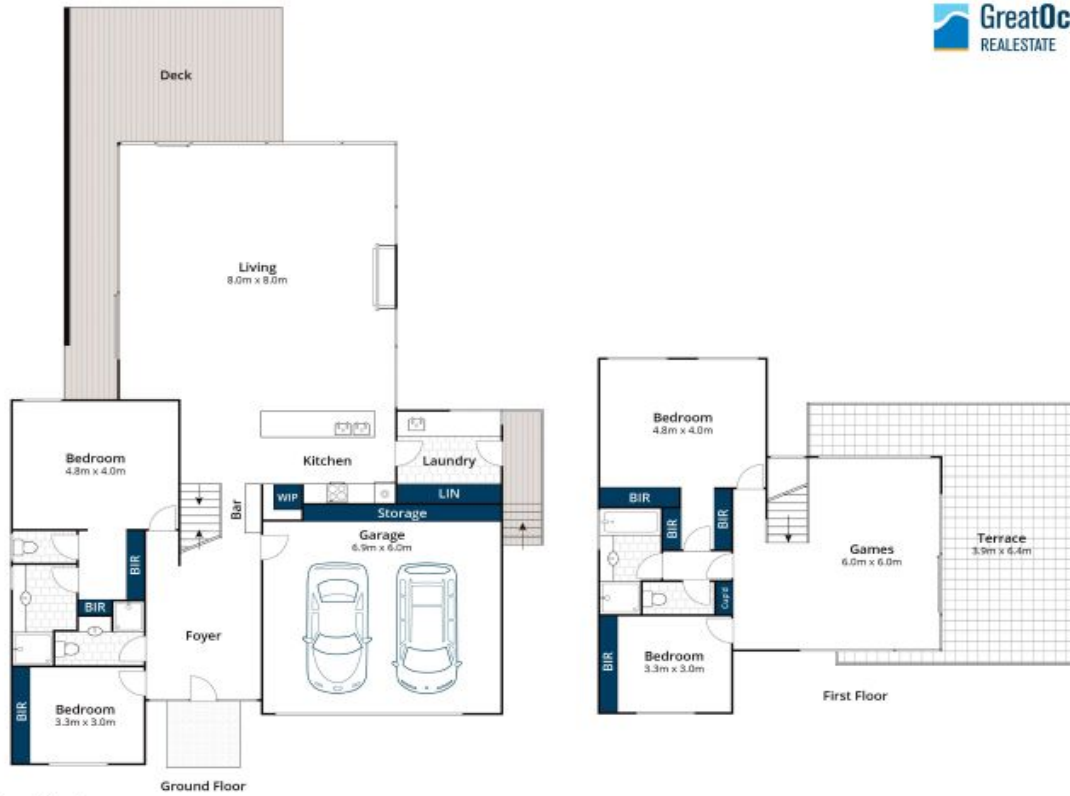 GreatOc
REALESTATE
Deck
Living
8.0m x 8.0m
Bedroom
4.8m x 4.0m
Kitchen
Laundry
Bar
WIP
LIN
Storage
Garage
6.9m x 6.0m
BIR
BIR
Foyer
BIR
Bedroom
3.3m x 3.0m
Ground Floor
Bedroom
4.8m x 4.0m
BIR
BIR
BIR
Games
6.0m x 6.0m
Terrace
3.9m x 6.4m
Cup'd
BIR
Bedroom
3.3m x 3.0m
First Floor